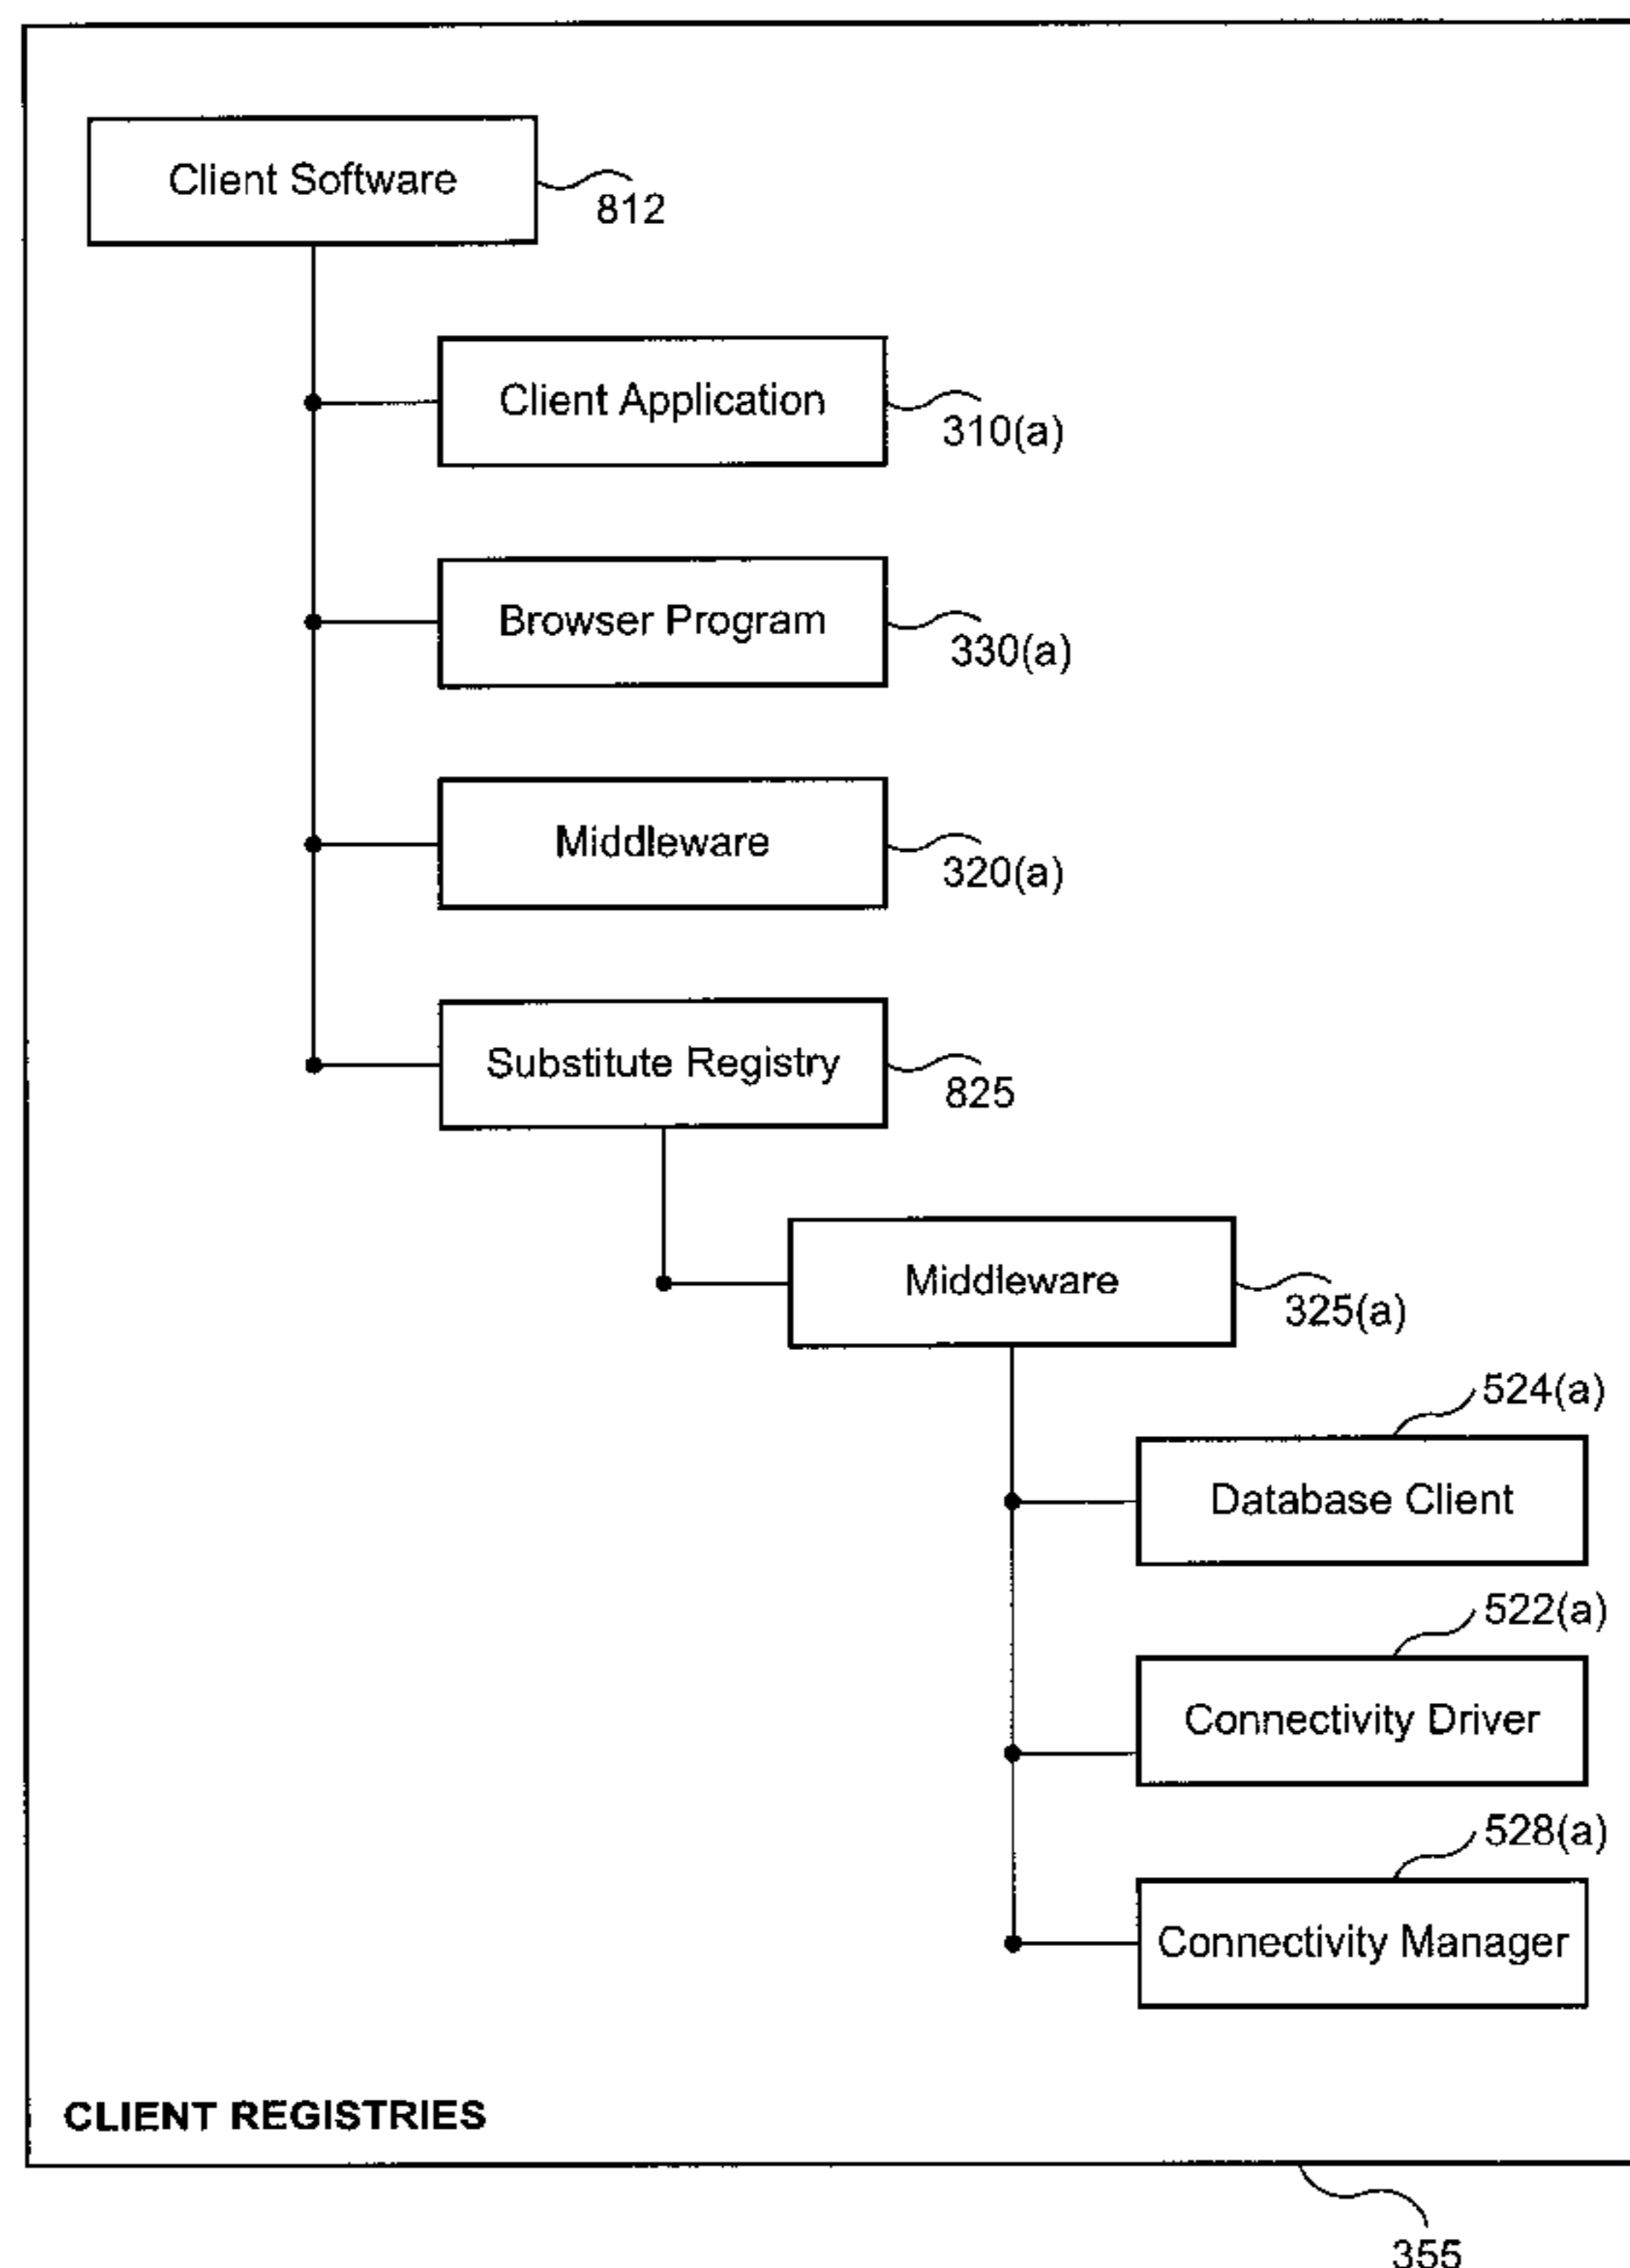 Client Software
812
Client Application
310(a)
Browser Program
330(a)
Middleware
320(a)
Substitute Registry
825
Middleware
325(a)
524(a)
Database Client
522(a)
Connectivity Driver
528(a)
Connectivity Manager
CLIENT REGISTRIES
355